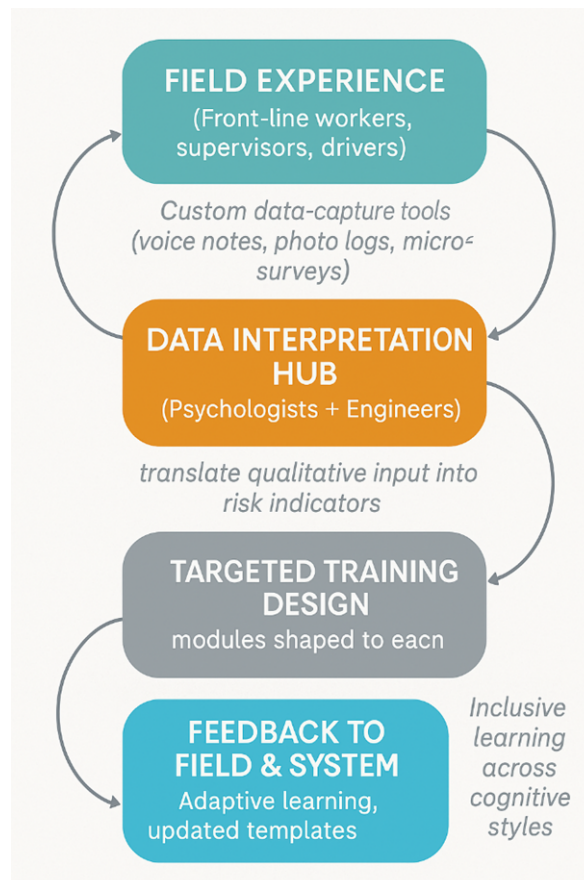 FIELD EXPERIENCE
(Front-line workers,
supervisors, drivers)
Custom data-capture tools
(voice notes, photo logs, micro-
surveys)
DATA INTERPRETATION
HUB
(Psychologists + Engineers)
translate qualitative input into
risk indicators
TARGETED TRAINING
DESIGN
modules shaped to eacn
FEEDBACK TO
FIELD & SYSTEM
Adaptive learning,
updated templates
Inclusive
learning
across
cognitive
styles